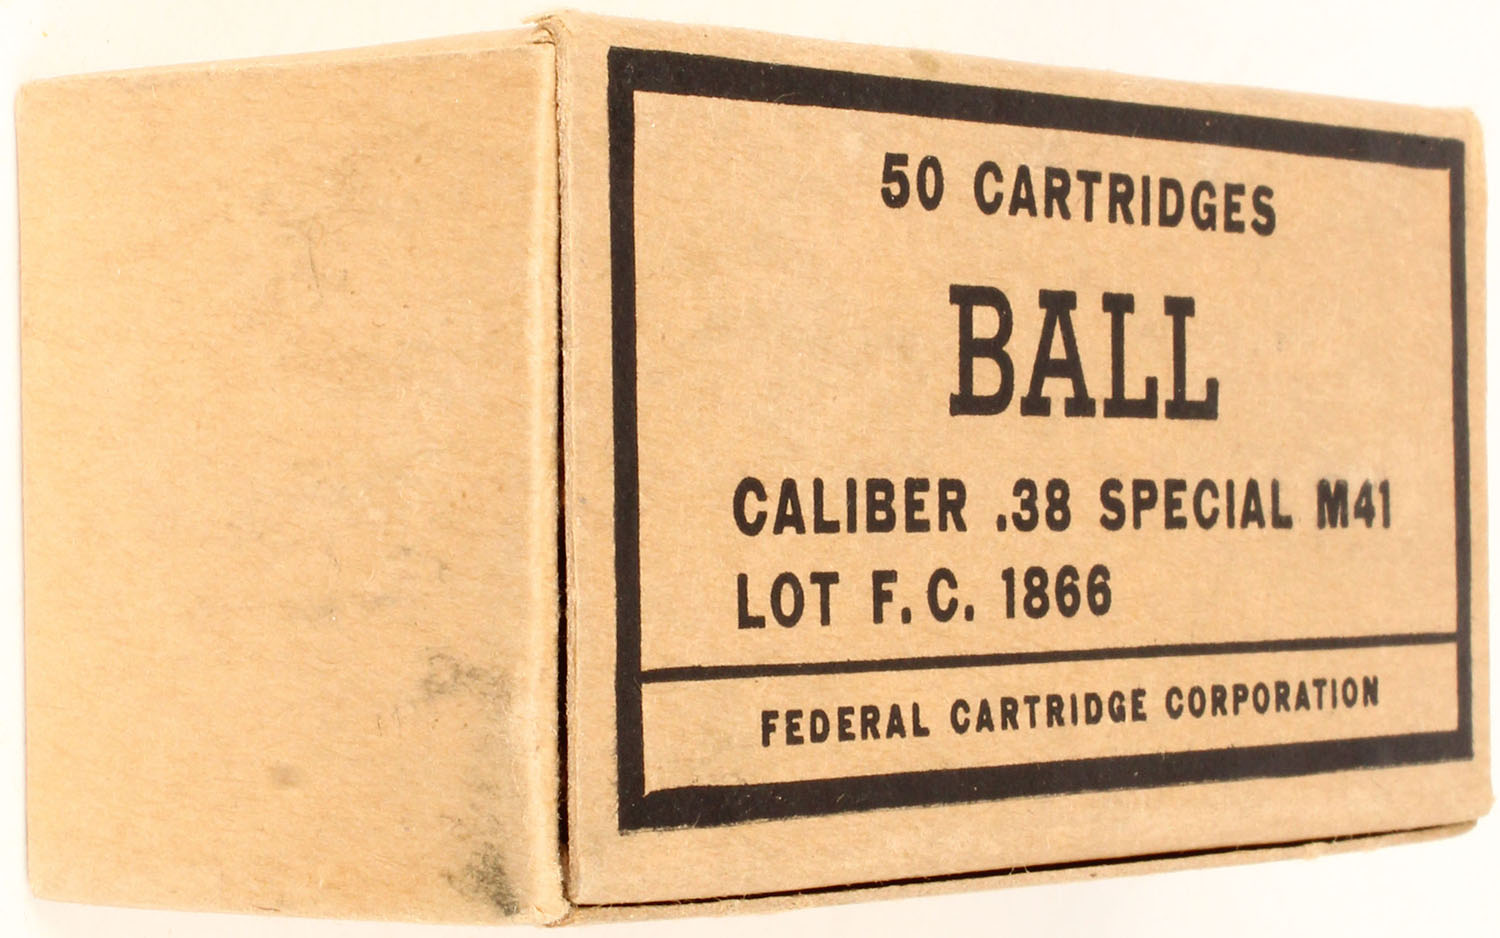 50 CARTRIDGES
BALL
CALIBER .38 SPECIAL M41
LOT F. C. 1866
FEDERAL CARTRIDGE CORPORATION